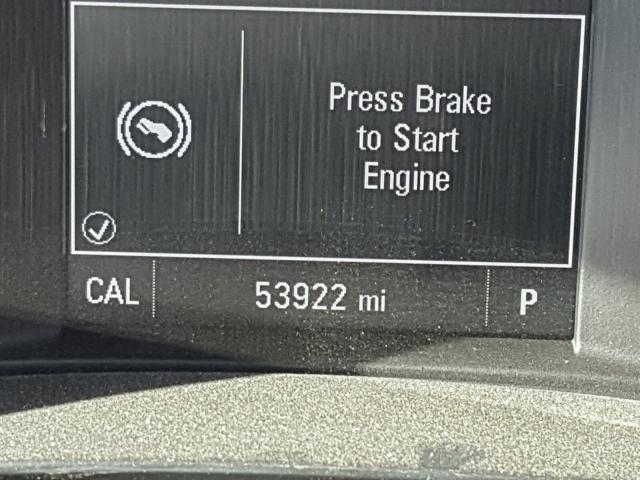 Press Brake
to Start
Engine
CAL 53922 mi P